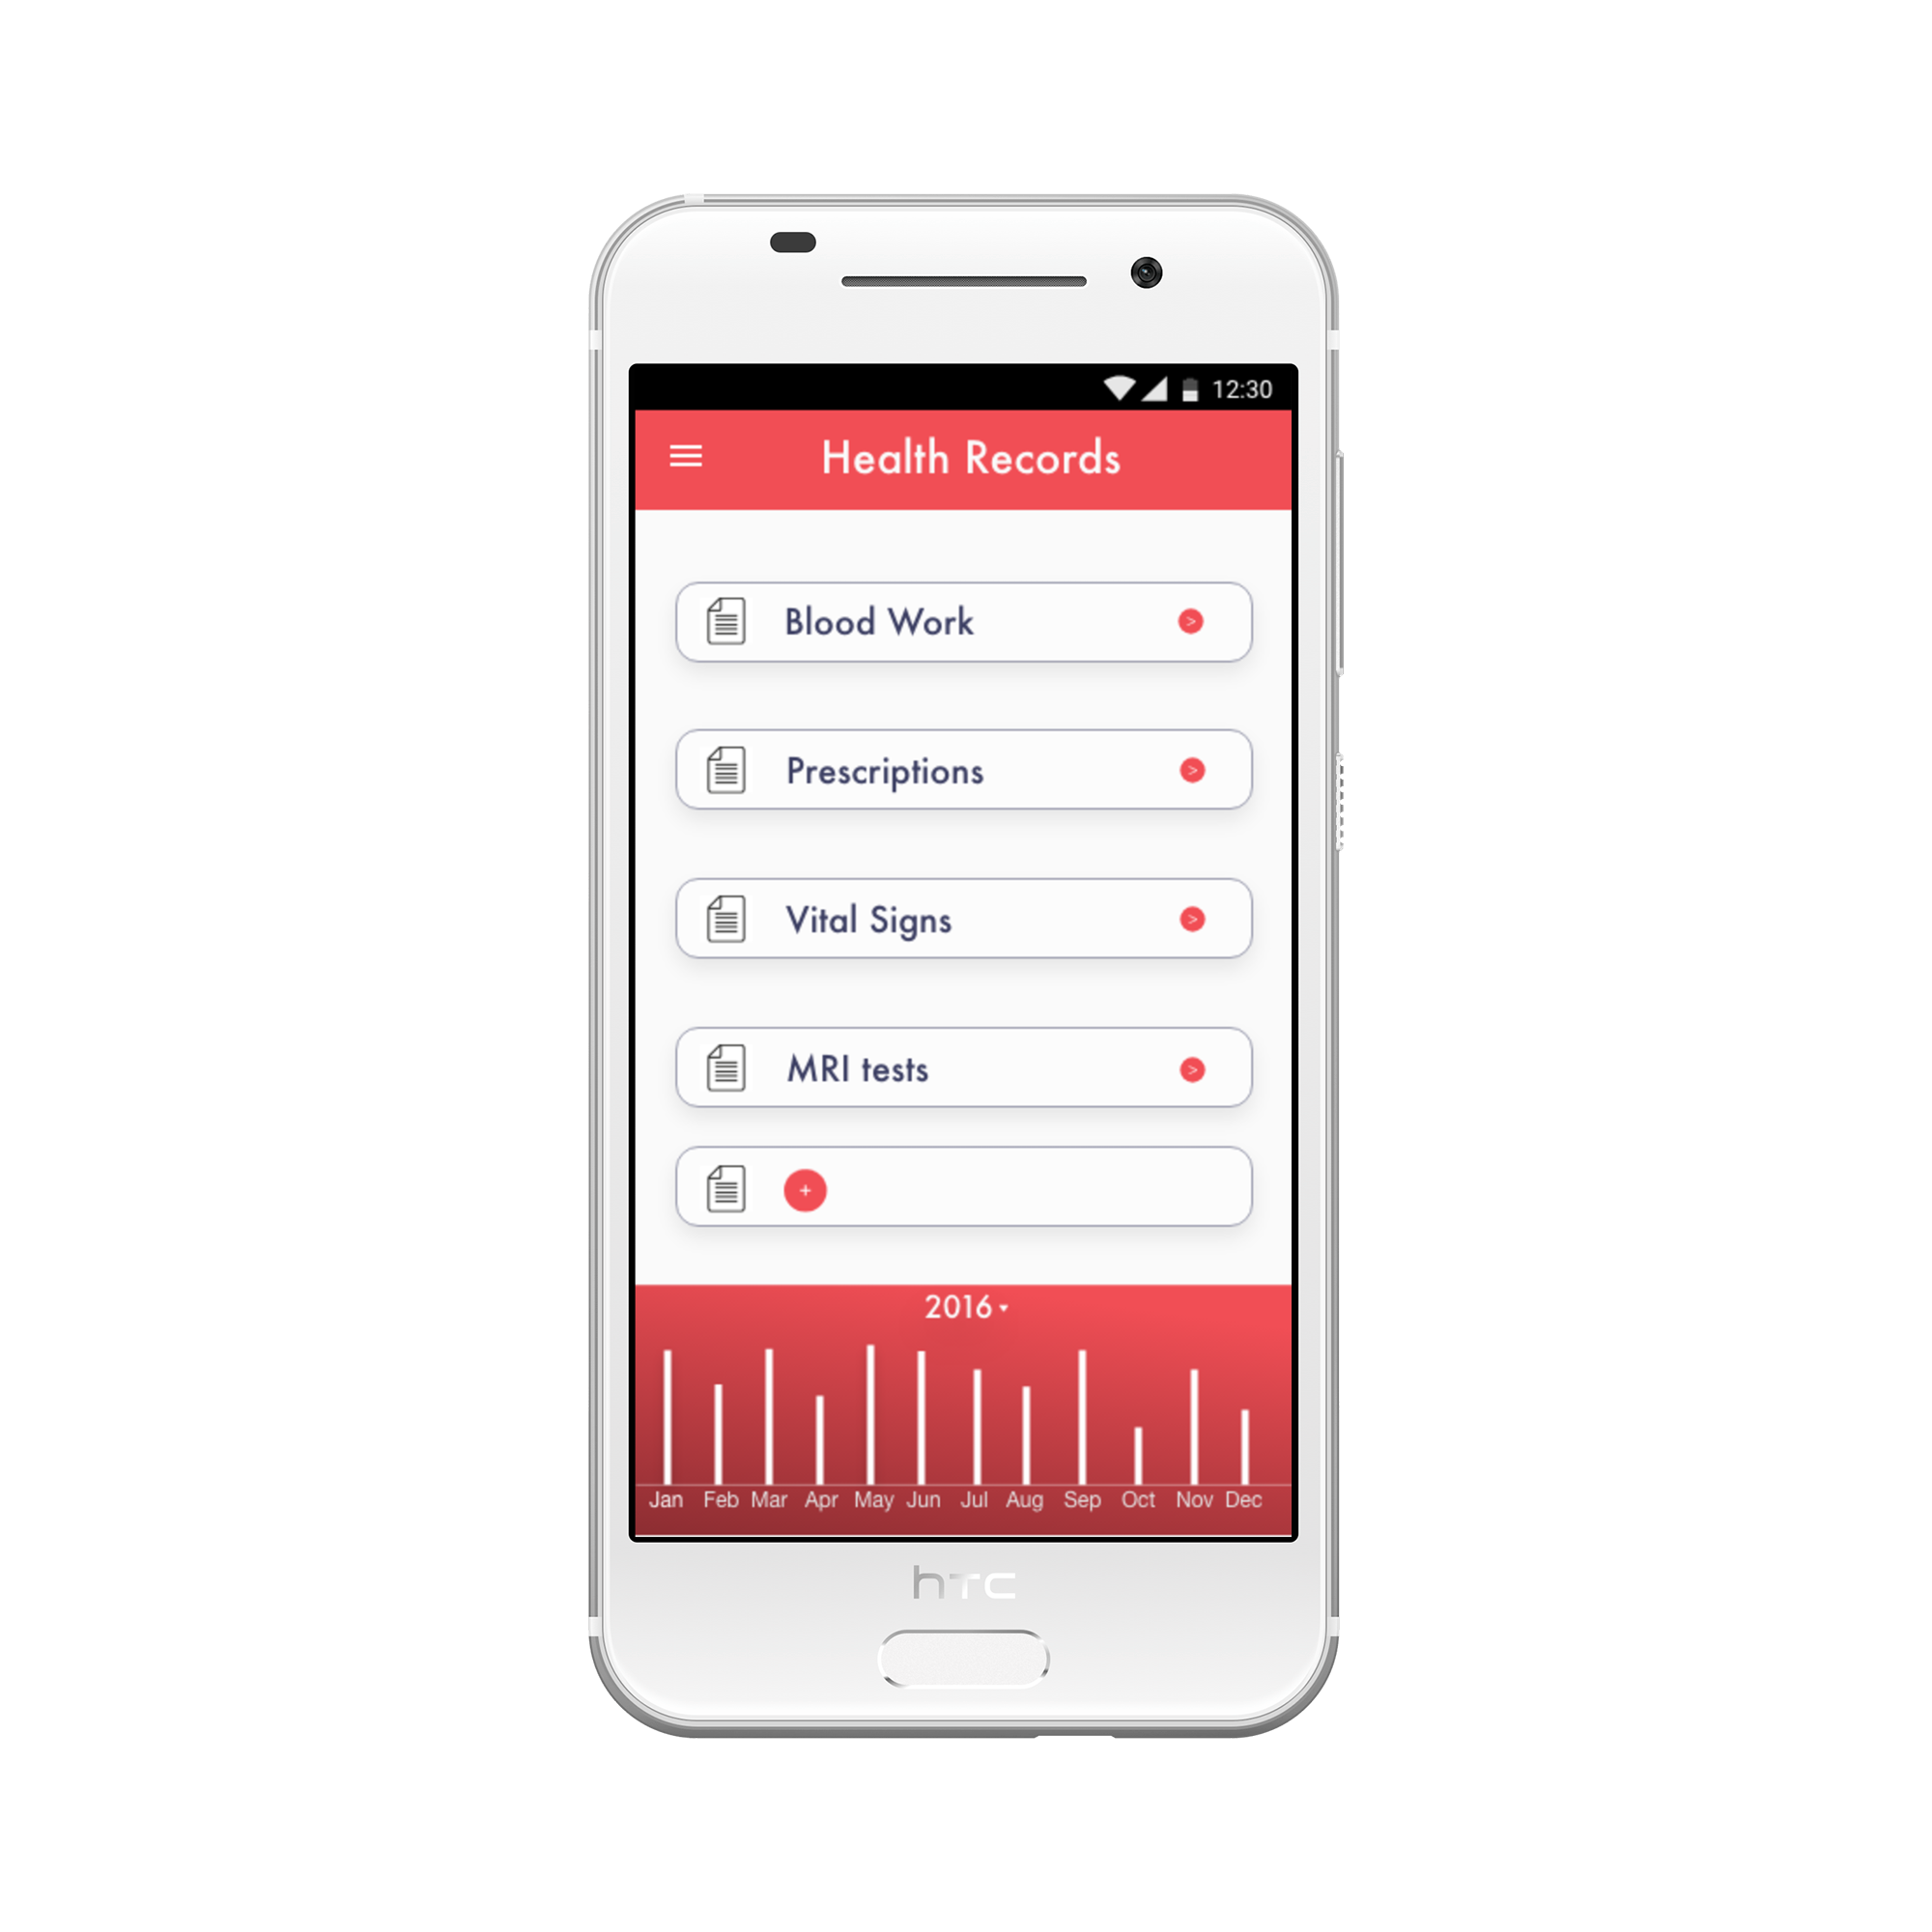 12:30
Health Records
Blood Work >
Prescriptions >
Vital Signs >
MRI tests >
+
2016
Jan Feb Mar Apr May Jun Jul Aug Sep Oct Nov Dec
hTC